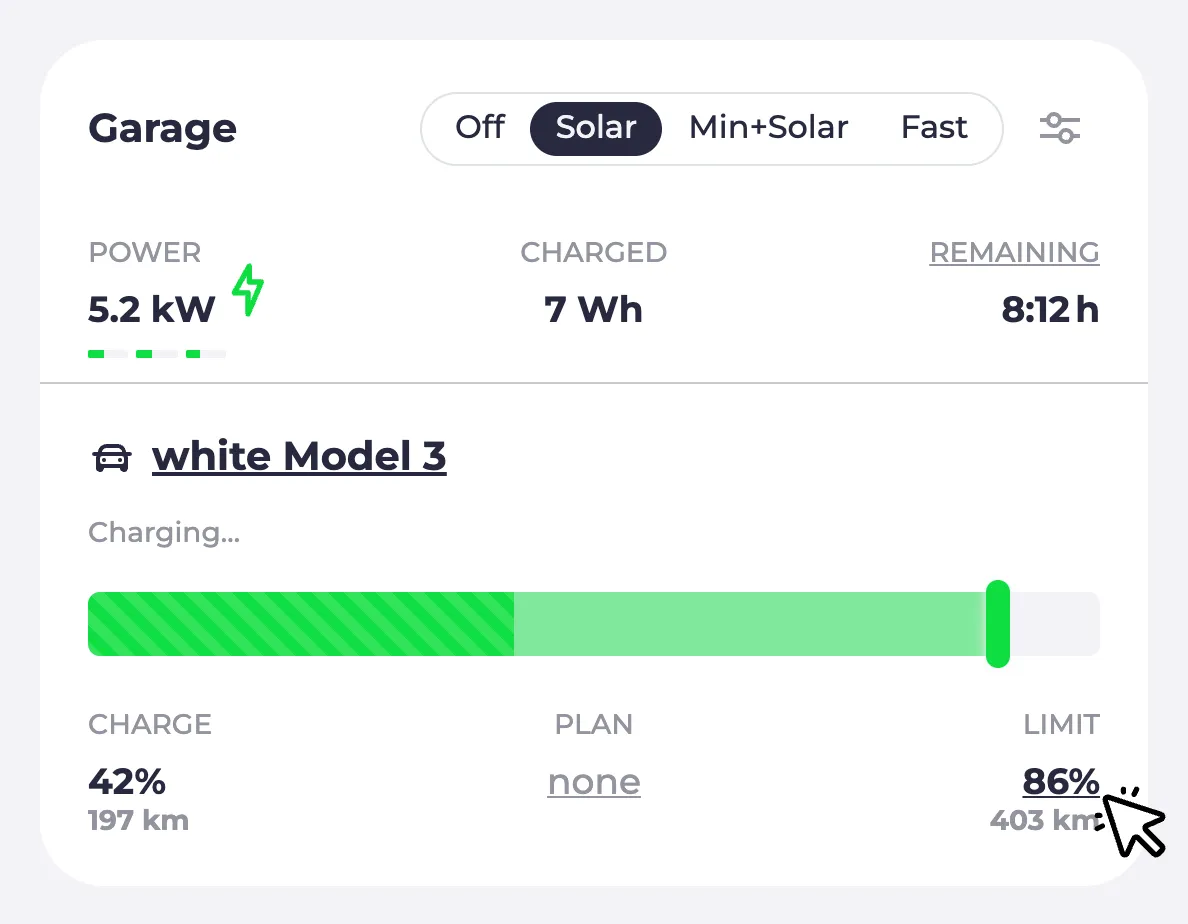 Garage
Off Solar Min+Solar Fast
POWER CHARGED REMAINING
5.2 kW 7 Wh 8:12 h
white Model 3
Charging...
CHARGE PLAN LIMIT
42% none 86%
197 km 403 km